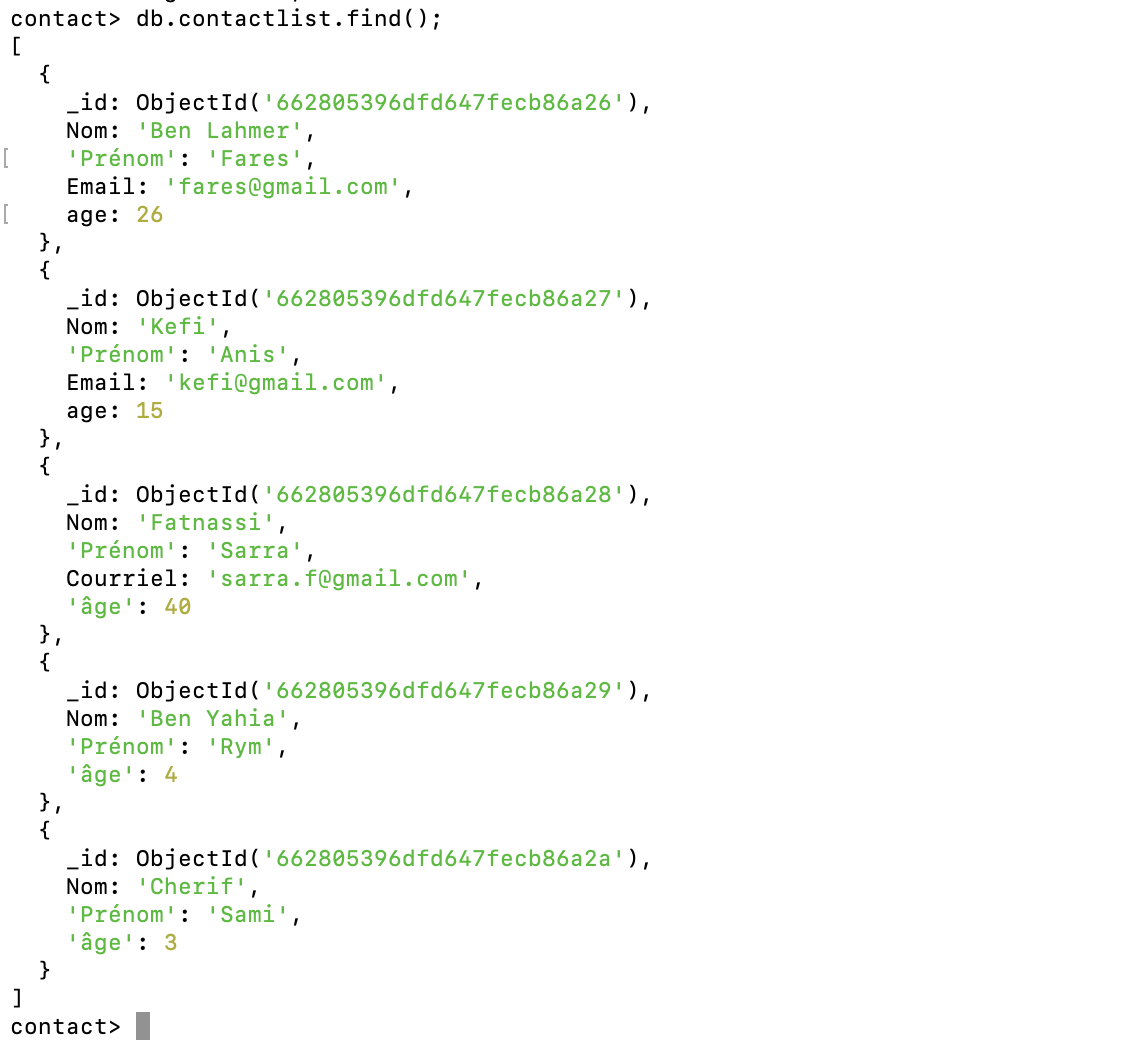 contact> db.contactlist.find();
[
  {
    _id: ObjectId('662805396dfd647fecb86a26'),
    Nom: 'Ben Lahmer',
[    'Prénom': 'Fares',
    Email: 'fares@gmail.com',
[    age: 26
  },
  {
    _id: ObjectId('662805396dfd647fecb86a27'),
    Nom: 'Kefi',
    'Prénom': 'Anis',
    Email: 'kefi@gmail.com',
    age: 15
  },
  {
    _id: ObjectId('662805396dfd647fecb86a28'),
    Nom: 'Fatnassi',
    'Prénom': 'Sarra',
    Courriel: 'sarra.f@gmail.com',
    'âge': 40
  },
  {
    _id: ObjectId('662805396dfd647fecb86a29'),
    Nom: 'Ben Yahia',
    'Prénom': 'Rym',
    'âge': 4
  },
  {
    _id: ObjectId('662805396dfd647fecb86a2a'),
    Nom: 'Cherif',
    'Prénom': 'Sami',
    'âge': 3
  }
]
contact>